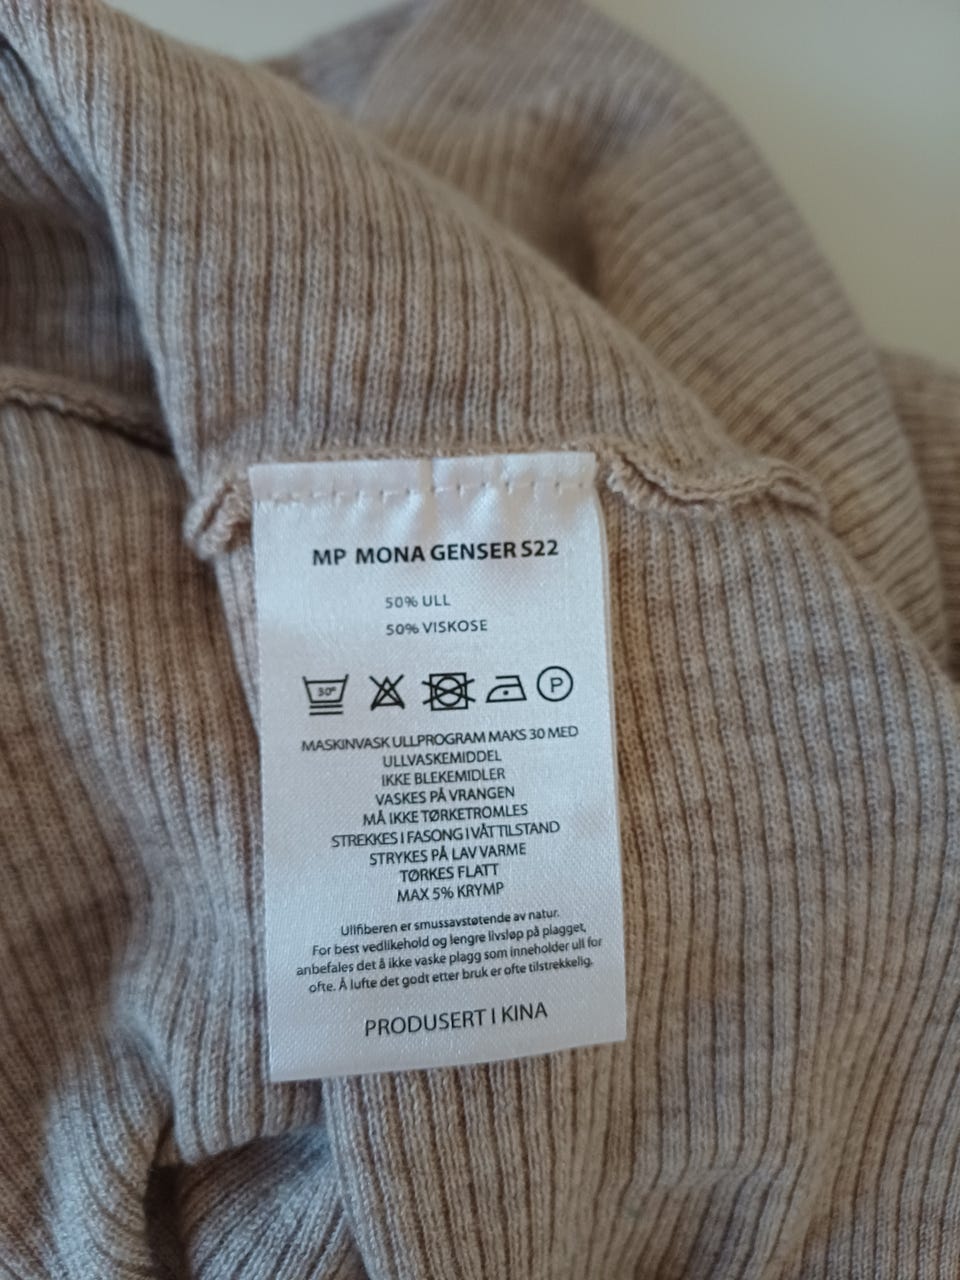 MP MONA GENSER S22
50% ULL
50% VISKOSE
30° P
MASKINVASK ULLPROGRAM MAKS 30 MED
ULLVASKEMIDDEL
IKKE BLEKEMIDLER
VASKES PÅ VRANGEN
MÅ IKKE TØRKETROMLES
STREKKES I FASONG I VÅT TILSTAND
STRYKES PÅ LAV VARME
TØRKES FLATT
MAX 5% KRYMP
Ullfiberen er smussavstøtende av natur.
For best vedlikehold og lengre livsløp på plagget,
anbefales det å ikke vaske plagg som inneholder ull for
ofte. Å lufte det godt etter bruk er ofte tilstrekkelig.
PRODUSERT I KINA